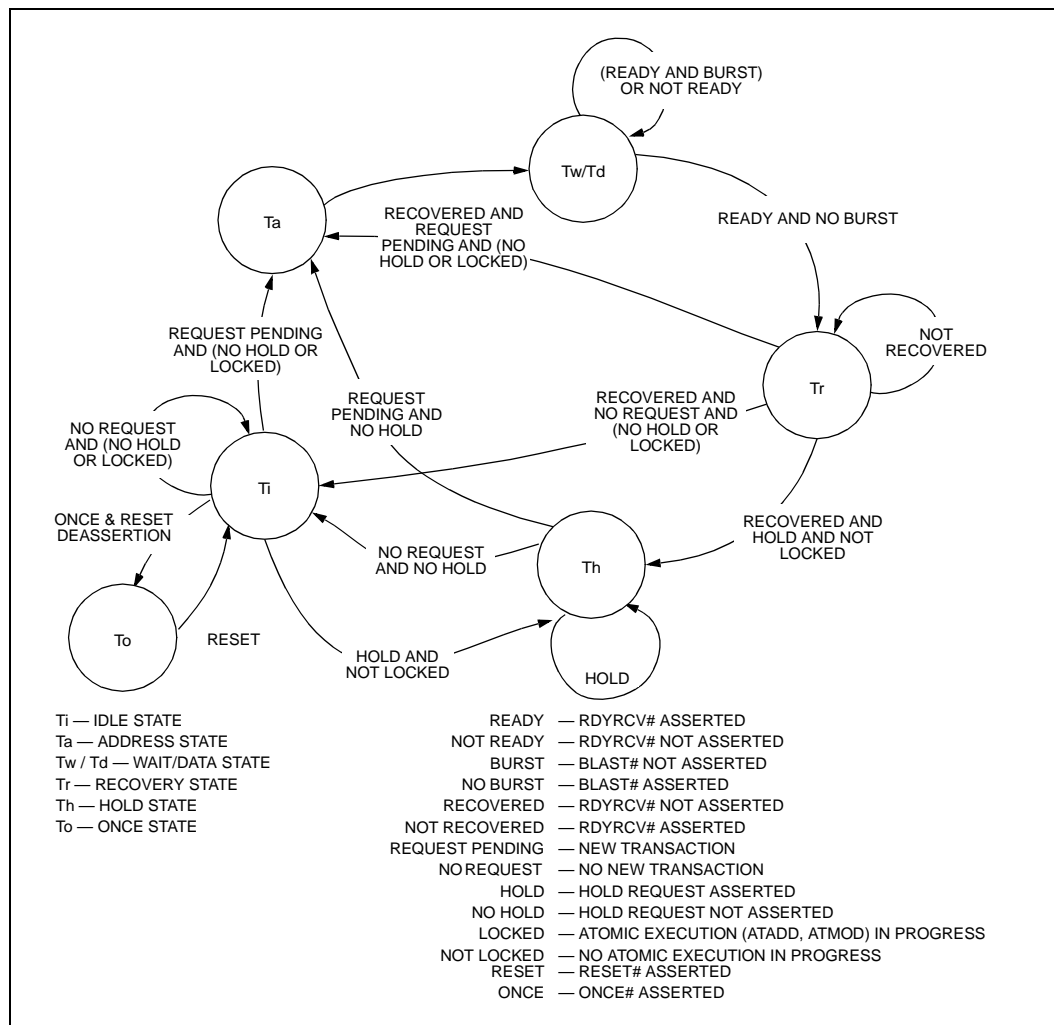 (READY AND BURST)
OR NOT READY
Tw/Td
Ta
READY AND NO BURST
RECOVERED AND
REQUEST
PENDING AND (NO
HOLD OR LOCKED)
REQUEST PENDING
AND (NO HOLD OR
LOCKED)
NOT
RECOVERED
Tr
REQUEST
PENDING AND
NO HOLD
RECOVERED AND
NO REQUEST AND
(NO HOLD OR
LOCKED)
NO REQUEST
AND (NO HOLD
OR LOCKED)
Ti
ONCE & RESET
DEASSERTION
RECOVERED AND
HOLD AND NOT
LOCKED
NO REQUEST
AND NO HOLD
Th
To
RESET
HOLD AND
NOT LOCKED
HOLD
Ti — IDLE STATE
Ta — ADDRESS STATE
Tw / Td — WAIT/DATA STATE
Tr — RECOVERY STATE
Th — HOLD STATE
To — ONCE STATE
READY — RDYRCV# ASSERTED
NOT READY — RDYRCV# NOT ASSERTED
BURST — BLAST# NOT ASSERTED
NO BURST — BLAST# ASSERTED
RECOVERED — RDYRCV# NOT ASSERTED
NOT RECOVERED — RDYRCV# ASSERTED
REQUEST PENDING — NEW TRANSACTION
NO REQUEST — NO NEW TRANSACTION
HOLD — HOLD REQUEST ASSERTED
NO HOLD — HOLD REQUEST NOT ASSERTED
LOCKED — ATOMIC EXECUTION (ATADD, ATMOD) IN PROGRESS
NOT LOCKED — NO ATOMIC EXECUTION IN PROGRESS
RESET — RESET# ASSERTED
ONCE — ONCE# ASSERTED